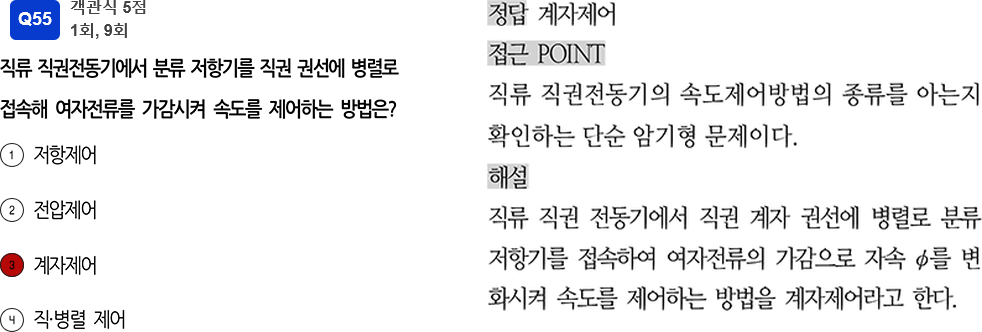 Q55 객관식 5점
1회, 9회
직류 직권전동기에서 분류 저항기를 직권 권선에 병렬로
접속해 여자전류를 가감시켜 속도를 제어하는 방법은?
① 저항제어
② 전압제어
③ 계자제어
④ 직·병렬 제어
정답 계자제어
접근 POINT
직류 직권전동기의 속도제어방법의 종류를 아는지
확인하는 단순 암기형 문제이다.
해설
직류 직권 전동기에서 직권 계자 권선에 병렬로 분류
저항기를 접속하여 여자전류의 가감으로 자속 ϕ를 변
화시켜 속도를 제어하는 방법을 계자제어라고 한다.